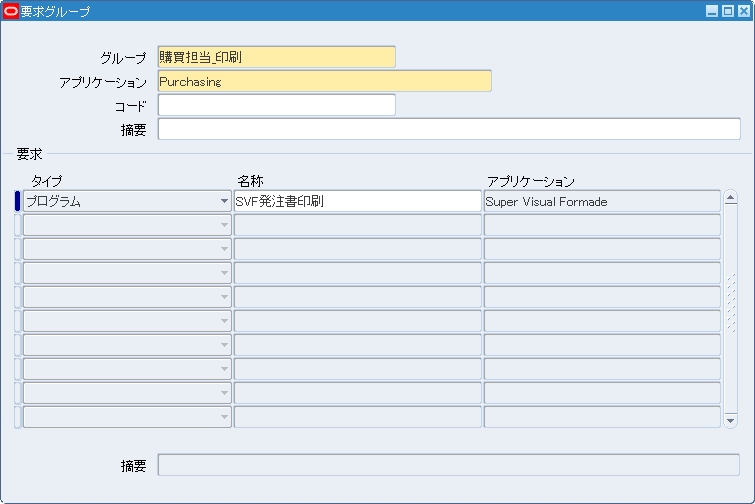 要求グループ
グループ 購買担当_印刷
アプリケーション Purchasing
コード
摘要
要求
タイプ 名称 アプリケーション
プログラム SVF発注書印刷 Super Visual Formade
摘要